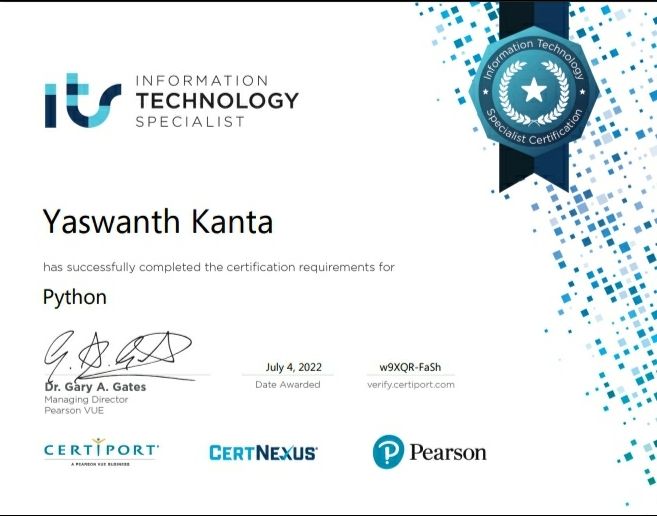 its
INFORMATION
TECHNOLOGY
SPECIALIST
Information Technology
Specialist Certification
Yaswanth Kanta
has successfully completed the certification requirements for
Python
Dr. Gary A. Gates
Managing Director
Pearson VUE
July 4, 2022
Date Awarded
w9XQR-FaSh
verify.certiport.com
CERTIPORT
A PEARSON VUE BUSINESS
CERTNEXUS
Pearson